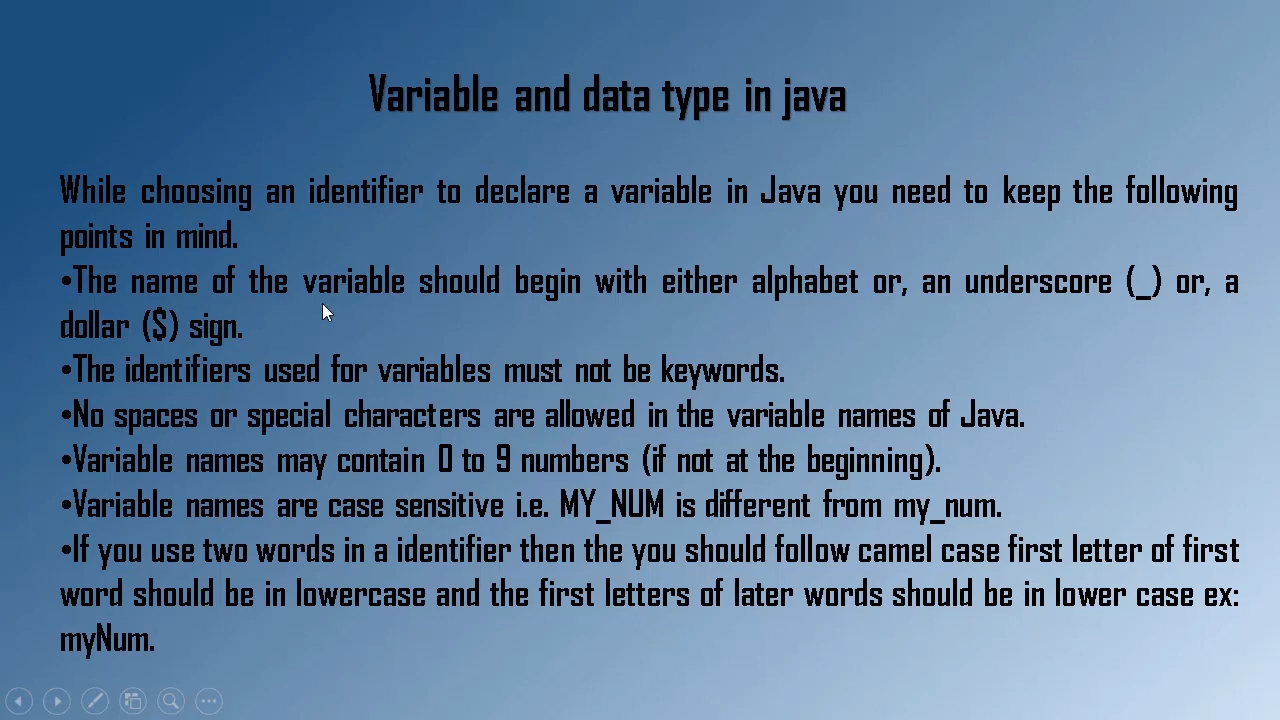 Variable and data type in java
While choosing an identifier to declare a variable in Java you need to keep the following
points in mind.
•The name of the variable should begin with either alphabet or, an underscore (_) or, a
dollar ($) sign.
•The identifiers used for variables must not be keywords.
•No spaces or special characters are allowed in the variable names of Java.
•Variable names may contain 0 to 9 numbers (if not at the beginning).
•Variable names are case sensitive i.e. MY_NUM is different from my_num.
•If you use two words in a identifier then the you should follow camel case first letter of first
word should be in lowercase and the first letters of later words should be in lower case ex:
myNum.